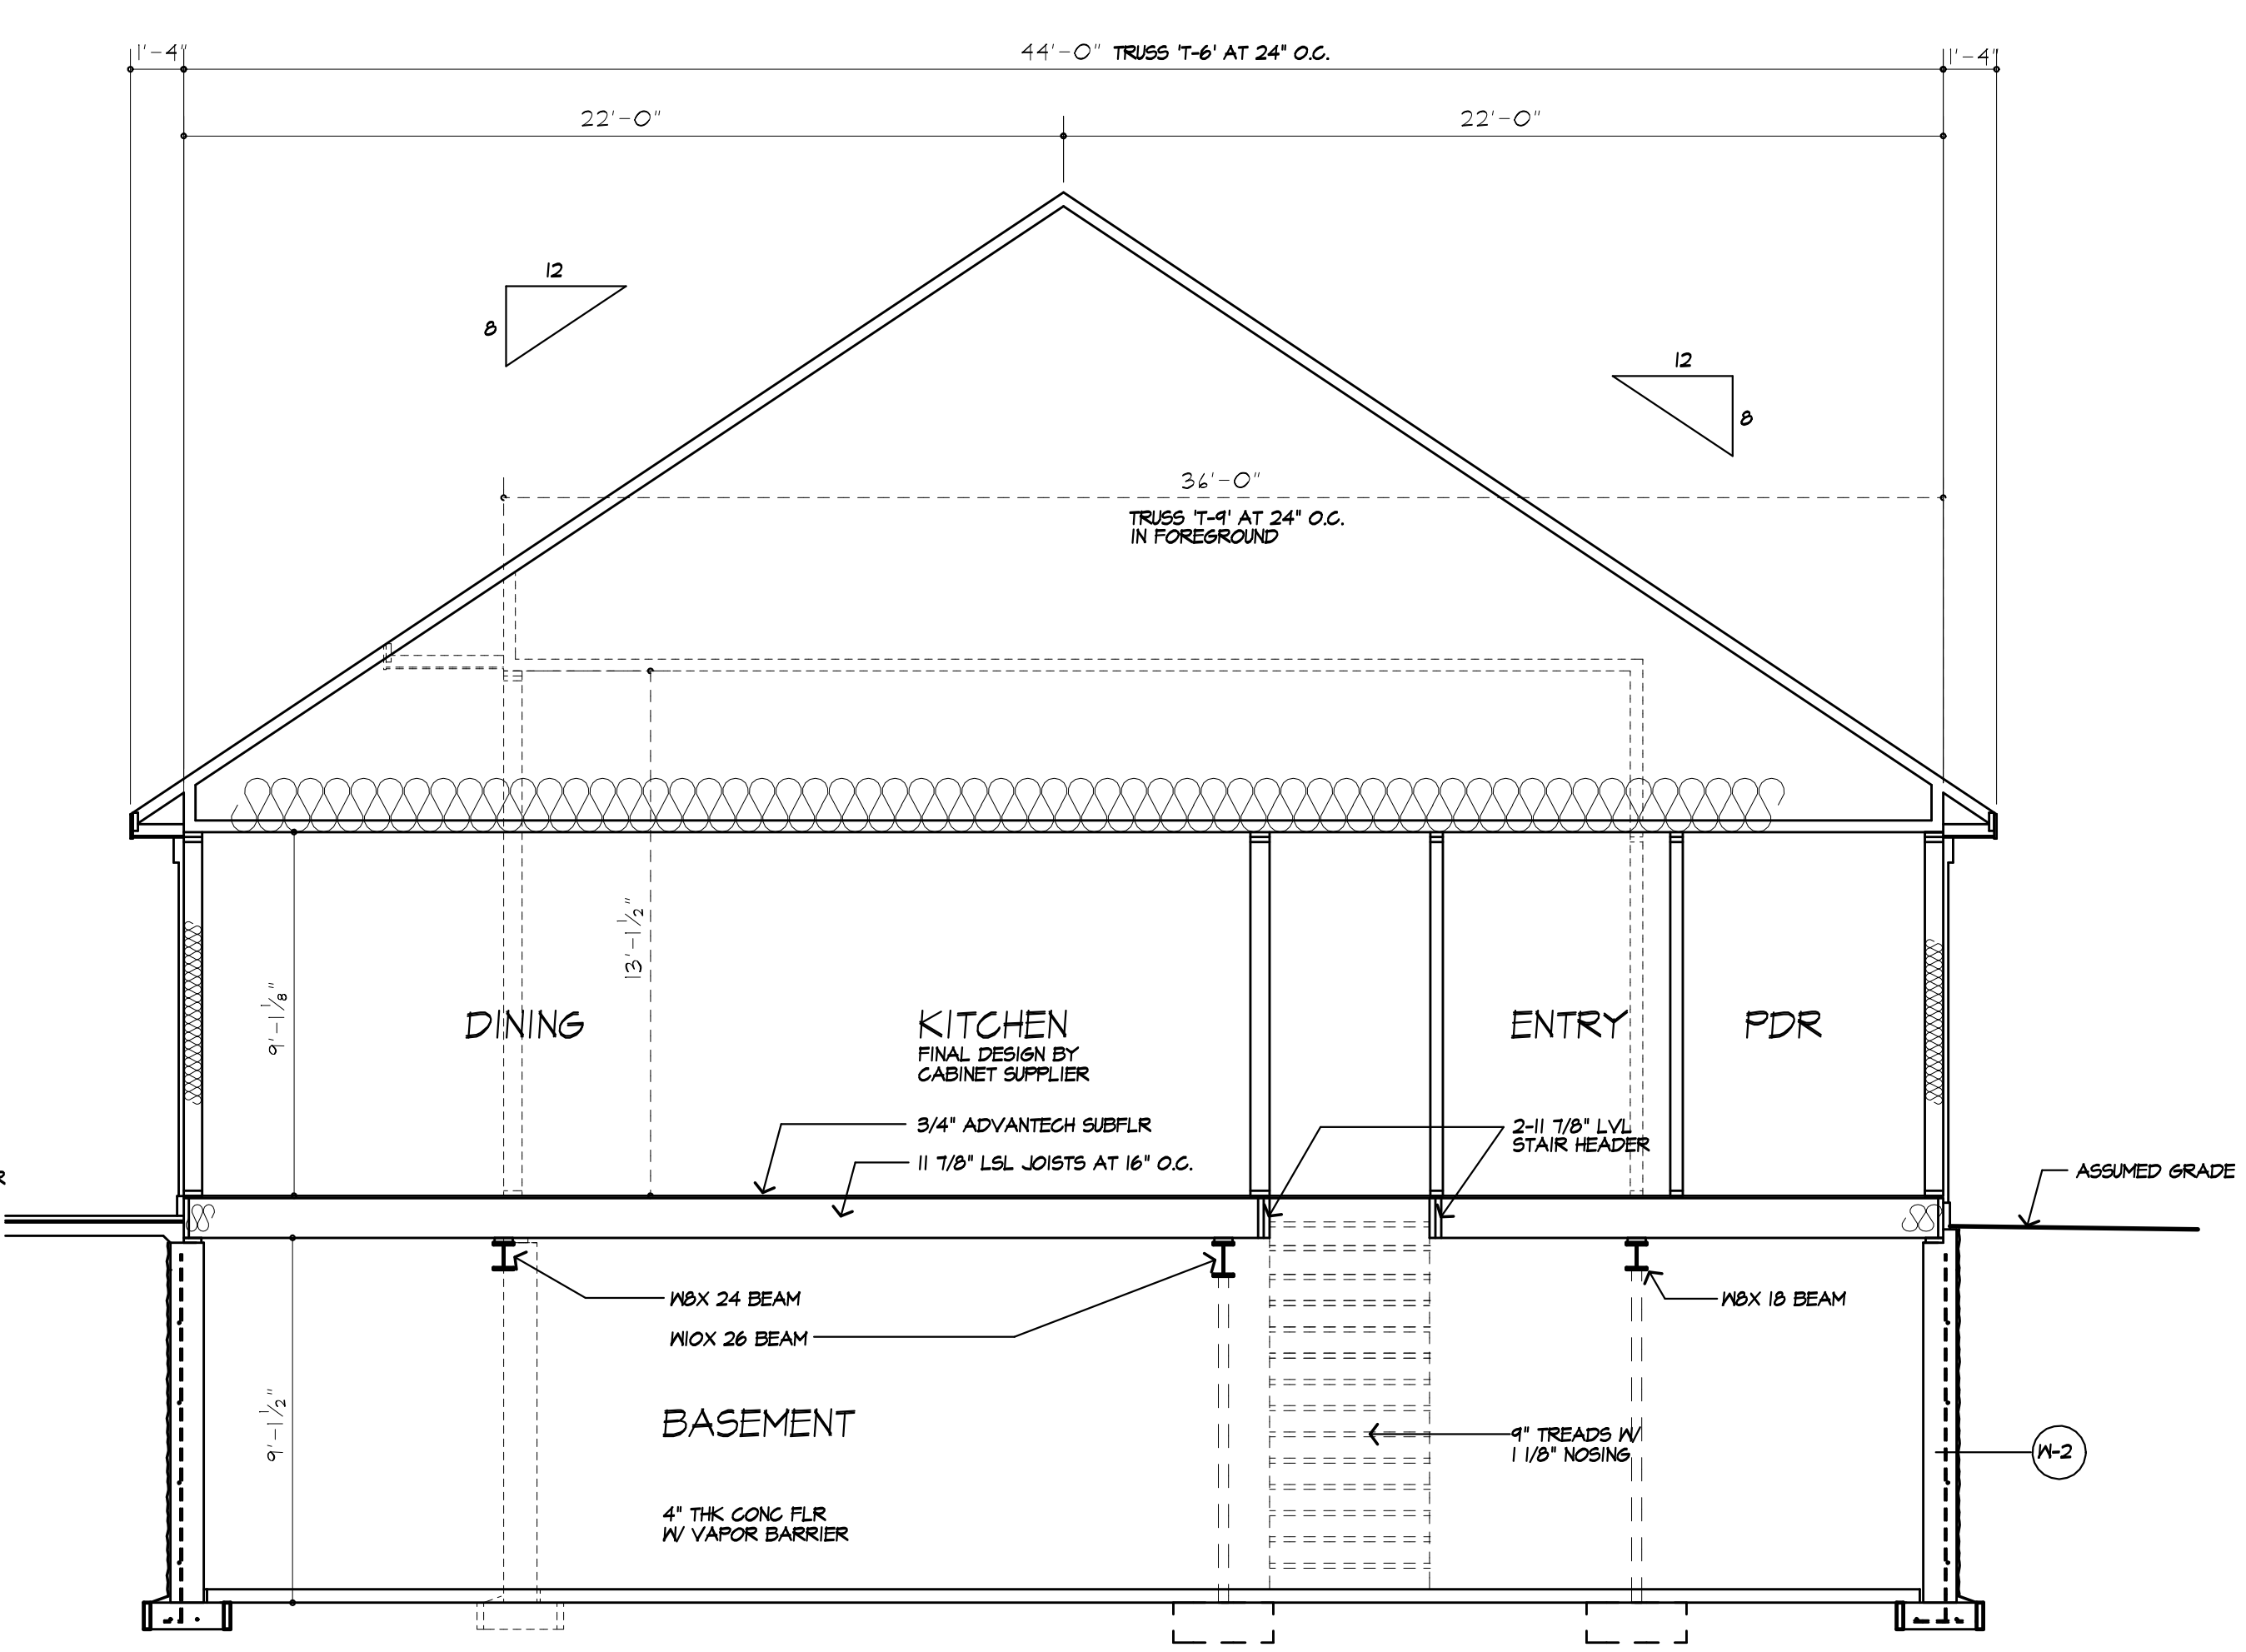 1'-4" 44'-0" TRUSS 'T-6' AT 24" O.C. 1'-4"
22'-0" 22'-0"
12
8
12
8
36'-0"
TRUSS 'T-9' AT 24" O.C.
IN FOREGROUND
9'-1 1/8"
13'-1 1/2"
DINING
KITCHEN
FINAL DESIGN BY
CABINET SUPPLIER
ENTRY
PDR
3/4" ADVANTECH SUBFLR
11 7/8" LSL JOISTS AT 16" O.C.
2-11 7/8" LVL
STAIR HEADER
R
ASSUMED GRADE
W8X 24 BEAM
W10X 26 BEAM
W8X 18 BEAM
9'-1 1/2"
BASEMENT
9" TREADS W/
1 1/8" NOSING
W-2
4" THK CONC FLR
W/ VAPOR BARRIER